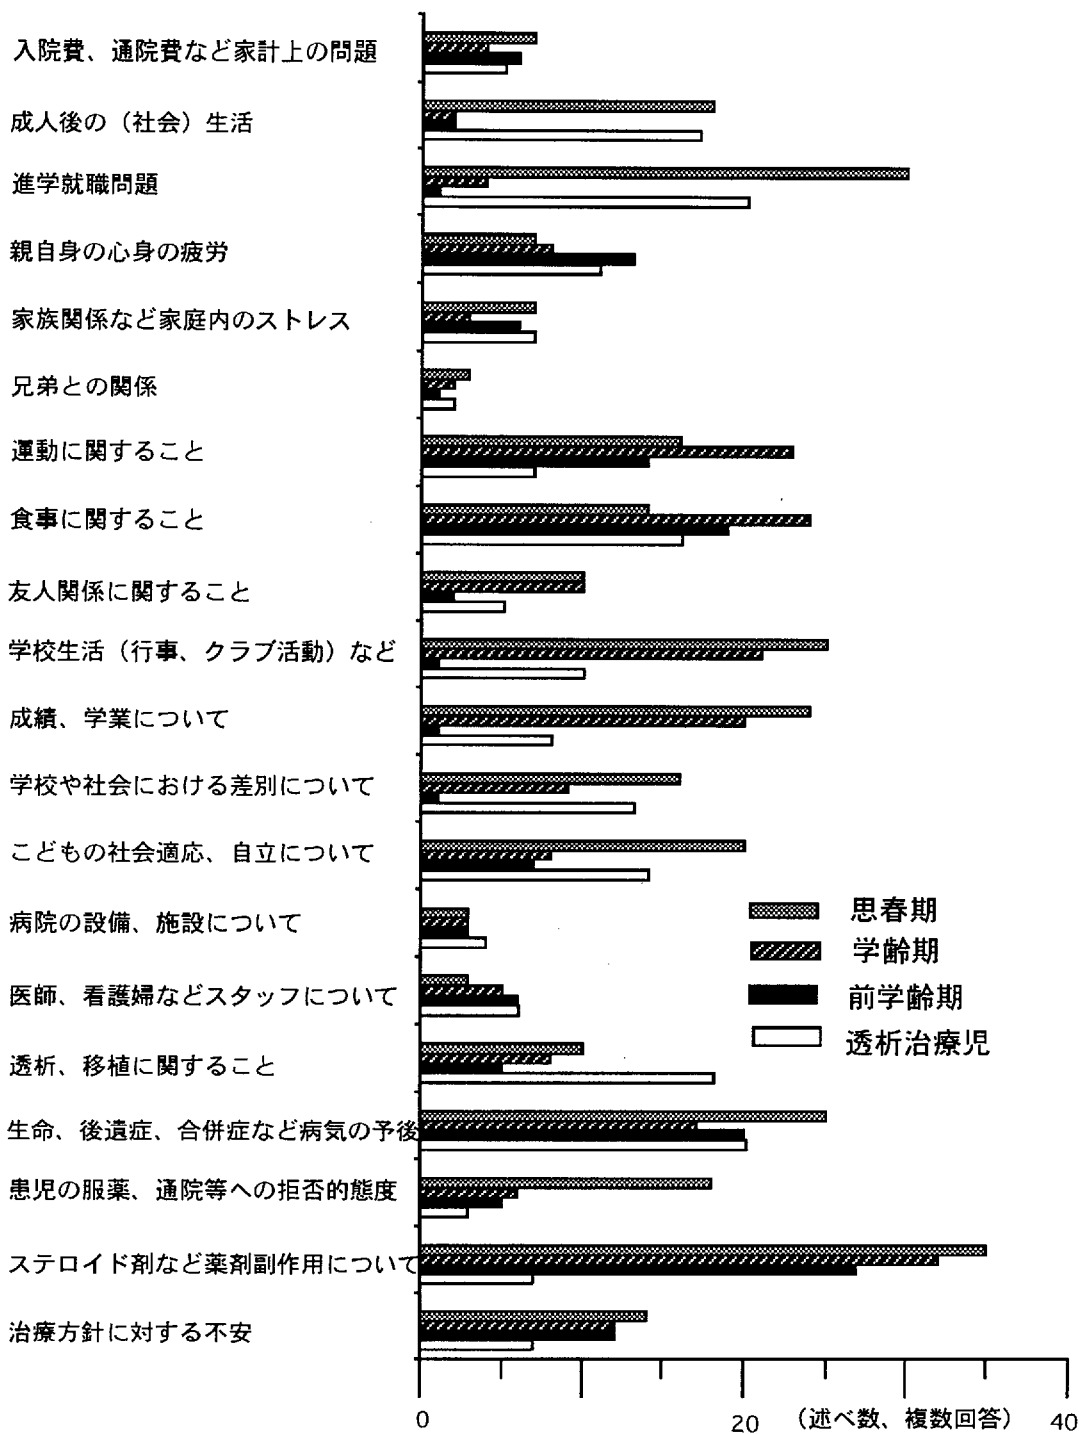 入院費、通院費など家計上の問題
成人後の（社会）生活
進学就職問題
親自身の心身の疲労
家族関係など家庭内のストレス
兄弟との関係
運動に関すること
食事に関すること
友人関係に関すること
学校生活（行事、クラブ活動）など
成績、学業について
学校や社会における差別について
こどもの社会適応、自立について
病院の設備、施設について
医師、看護婦などスタッフについて
透析、移植に関すること
生命、後遺症、合併症など病気の予後
患児の服薬、通院等への拒否的態度
ステロイド剤など薬剤副作用について
治療方針に対する不安
思春期
学齢期
前学齢期
透析治療児
0 20 （述べ数、複数回答） 40